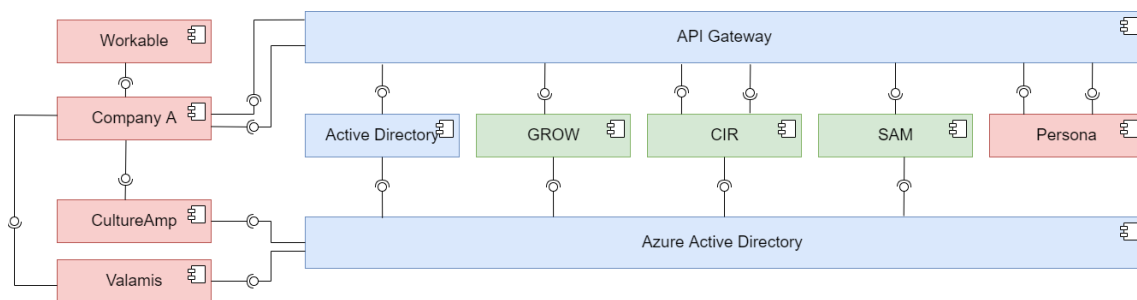 Workable
API Gateway
Company A
Active Directory
GROW
CIR
SAM
Persona
CultureAmp
Azure Active Directory
Valamis